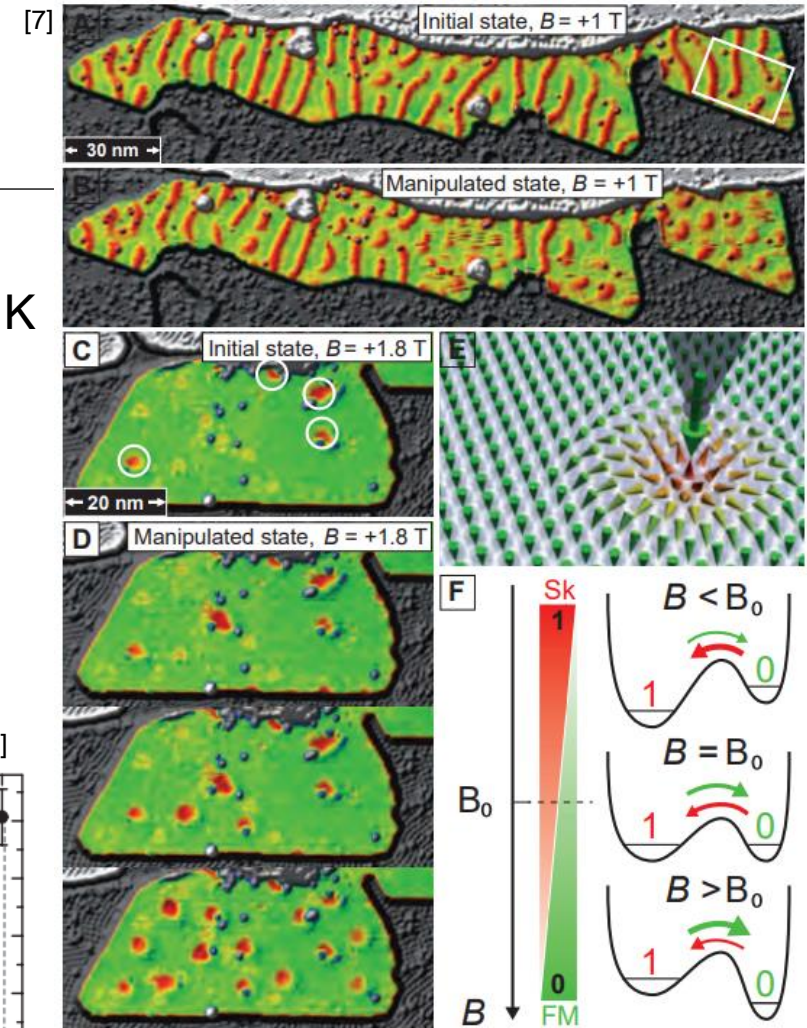 [7]
A
Initial state, B = +1 T
30 nm
B
Manipulated state, B = +1 T
K
C
Initial state, B = +1.8 T
20 nm
D
Manipulated state, B = +1.8 T
E
F
Sk
1
B₀
0
B
FM
B < B₀
1
0
B = B₀
1
0
B > B₀
1
0
]